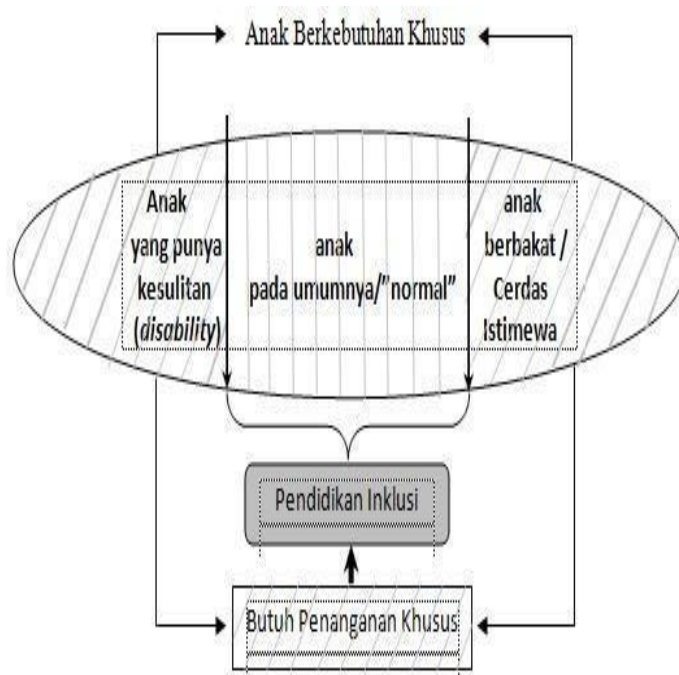 Anak Berkebutuhan Khusus
Anak
yang punya
kesulitan
(disability)
anak
pada umumnya/"normal"
anak
berbakat /
Cerdas
Istimewa
Pendidikan Inklusi
Butuh Penanganan Khusus